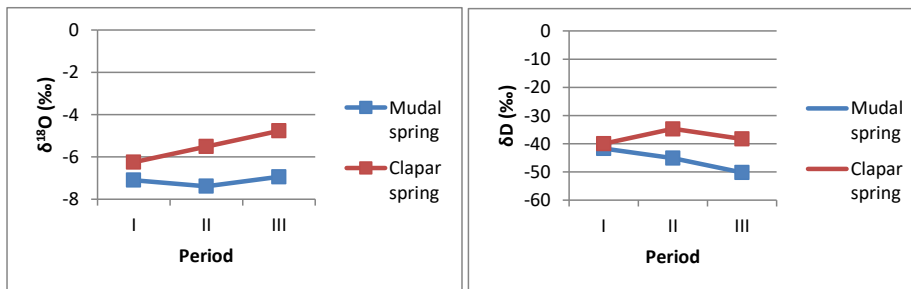 0
-2
-4
-6
-8
δ¹⁸O (‰)
I II III
Period
Mudal
spring
Clapar
spring
0
-10
-20
-30
-40
-50
-60
δD (‰)
I II III
Period
Mudal
spring
Clapar
spring